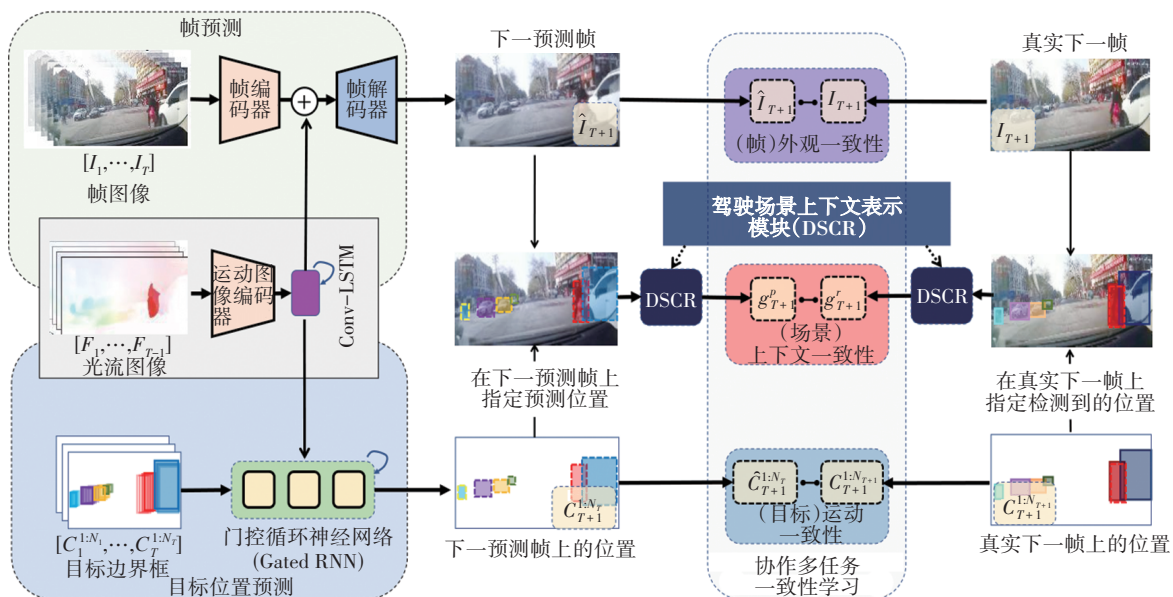 帧预测
帧编
码器
帧解
码器
[I_1,⋯,I_T]
帧图像
运动图
像编码
器
Conv-LSTM
[F_1,⋯,F_{T-1}]
光流图像
[C_1^{1:N_1},⋯,C_T^{1:N_T}]
目标边界框
门控循环神经网络
(Gated RNN)
目标位置预测
下一预测帧
Î_{T+1}
在下一预测帧上
指定预测位置
C_{T+1}^{1:N_T}
下一预测帧上的位置
Î_{T+1}
I_{T+1}
(帧)外观一致性
驾驶场景上下文表示
模块(DSCR)
DSCR
g_{T+1}^p
g_{T+1}^r
DSCR
(场景)
上下文一致性
Ĉ_{T+1}^{1:N_T}
C_{T+1}^{1:N_{T+1}}
(目标)运动
一致性
协作多任务
一致性学习
真实下一帧
I_{T+1}
在真实下一帧上
指定检测到的位置
C_{T+1}^{1:N_{T+1}}
真实下一帧上的位置